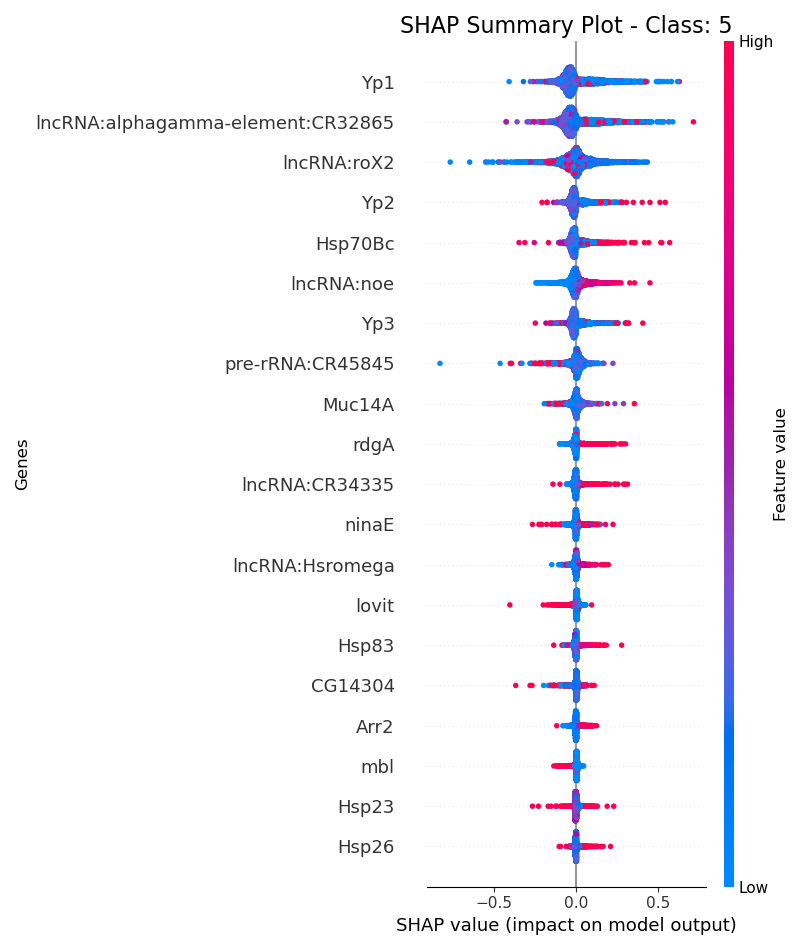 SHAP Summary Plot - Class: 5
High
Yp1
lncRNA:alphagamma-element:CR32865
lncRNA:roX2
Yp2
Hsp70Bc
lncRNA:noe
Yp3
pre-rRNA:CR45845
Muc14A
rdgA
lncRNA:CR34335
ninaE
lncRNA:Hsromega
lovit
Hsp83
CG14304
Arr2
mbl
Hsp23
Hsp26
Genes
Feature value
Low
−0.5 0.0 0.5
SHAP value (impact on model output)